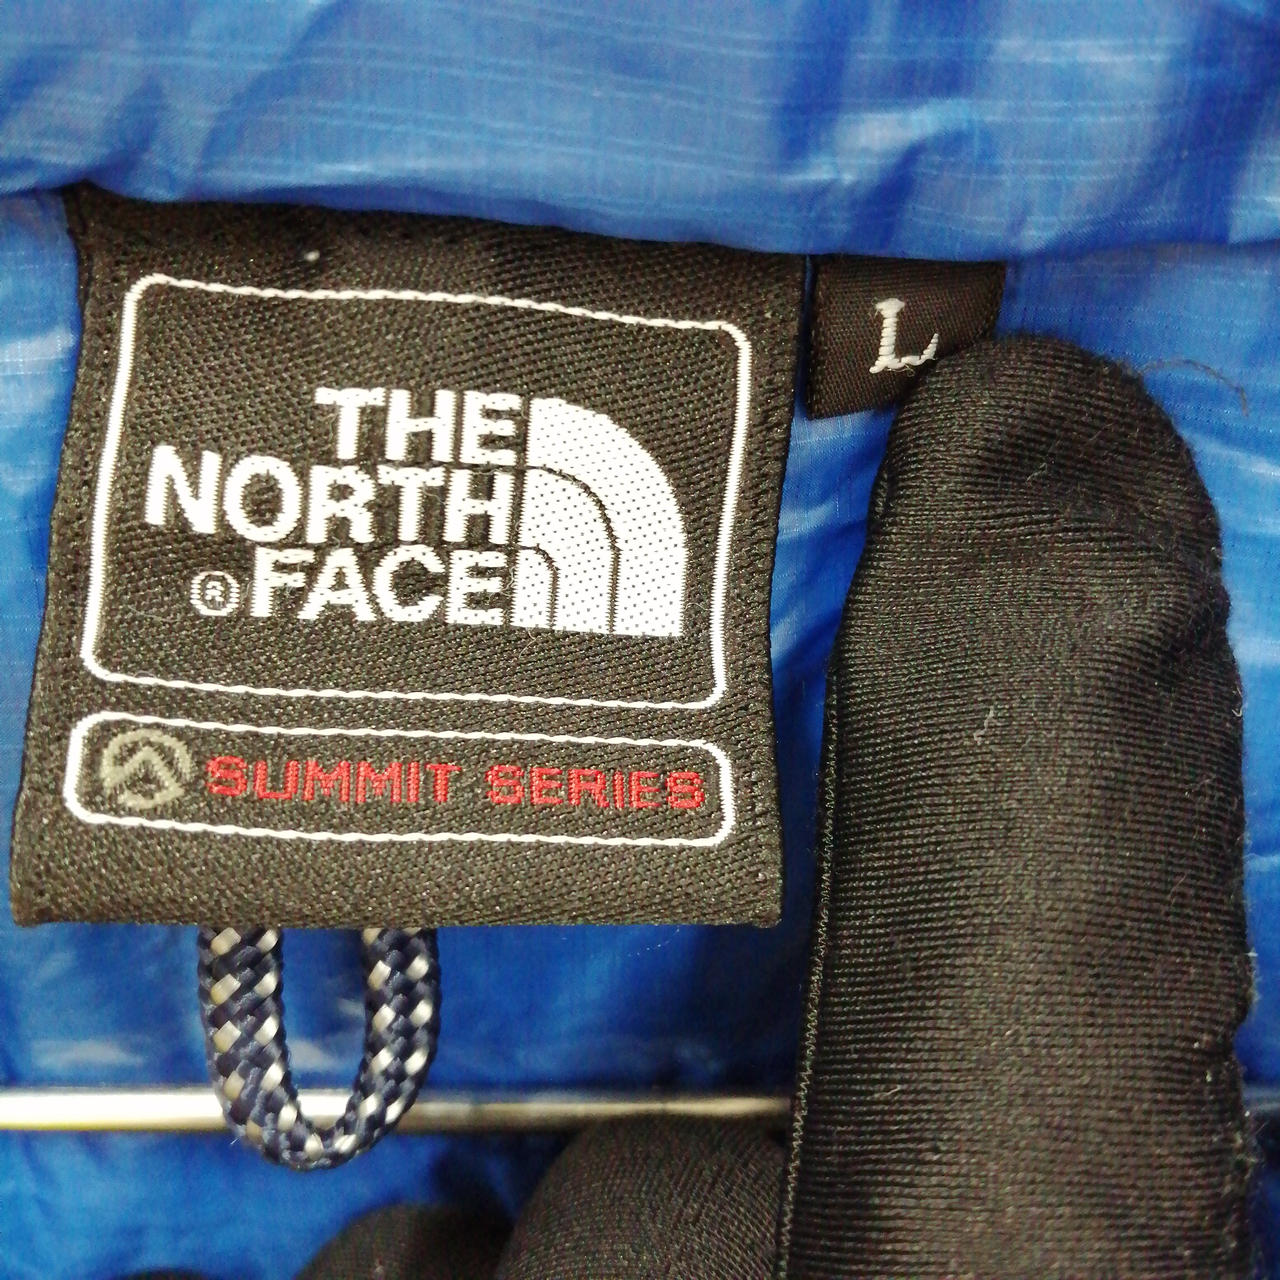 THE
NORTH
®FACE
SUMMIT SERIES
L